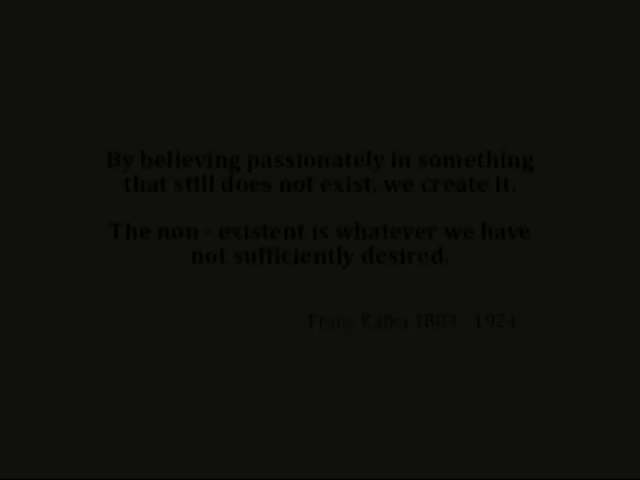 By believing passionately in something
that still does not exist, we create it.
The non - existent is whatever we have
not sufficiently desired.
Franz Kafka 1883 - 1924